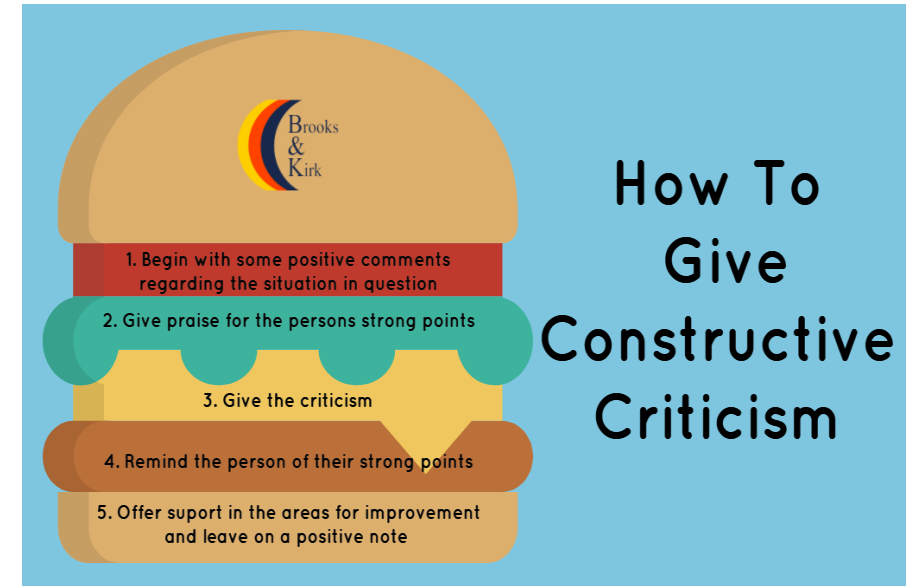 Brooks
&
Kirk
1. Begin with some positive comments
regarding the situation in question
2. Give praise for the persons strong points
3. Give the criticism
4. Remind the person of their strong points
5. Offer suport in the areas for improvement
and leave on a positive note
How To
Give
Constructive
Criticism